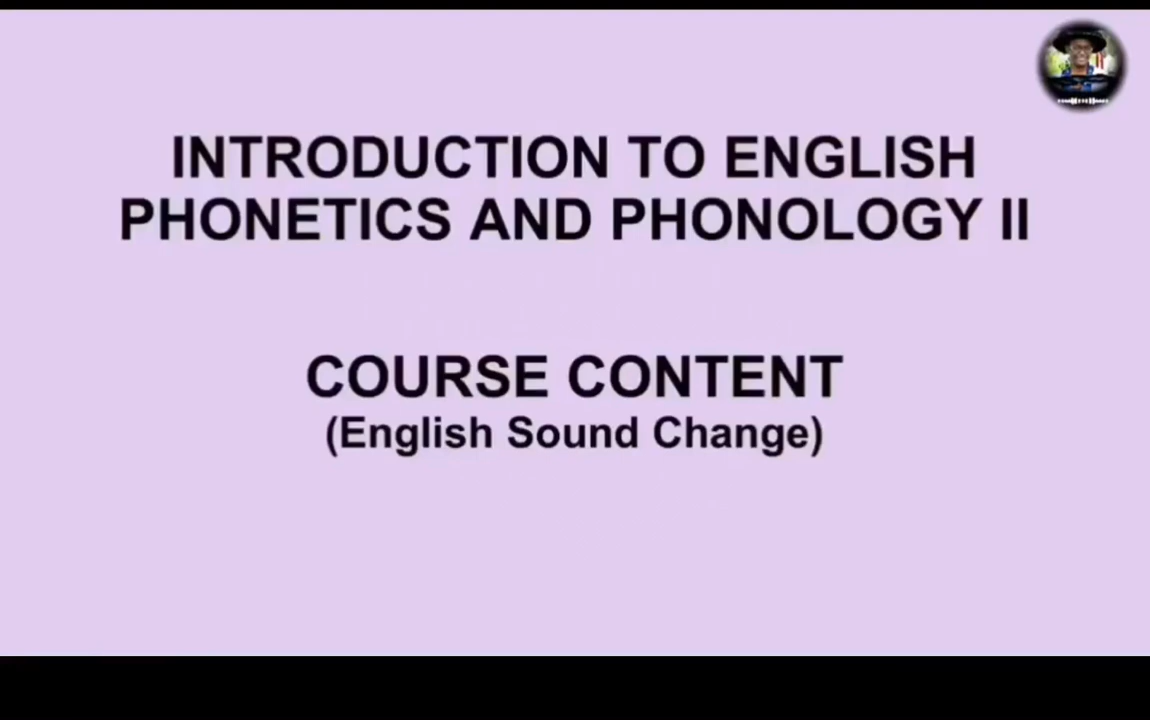 INTRODUCTION TO ENGLISH
PHONETICS AND PHONOLOGY II
COURSE CONTENT
(English Sound Change)